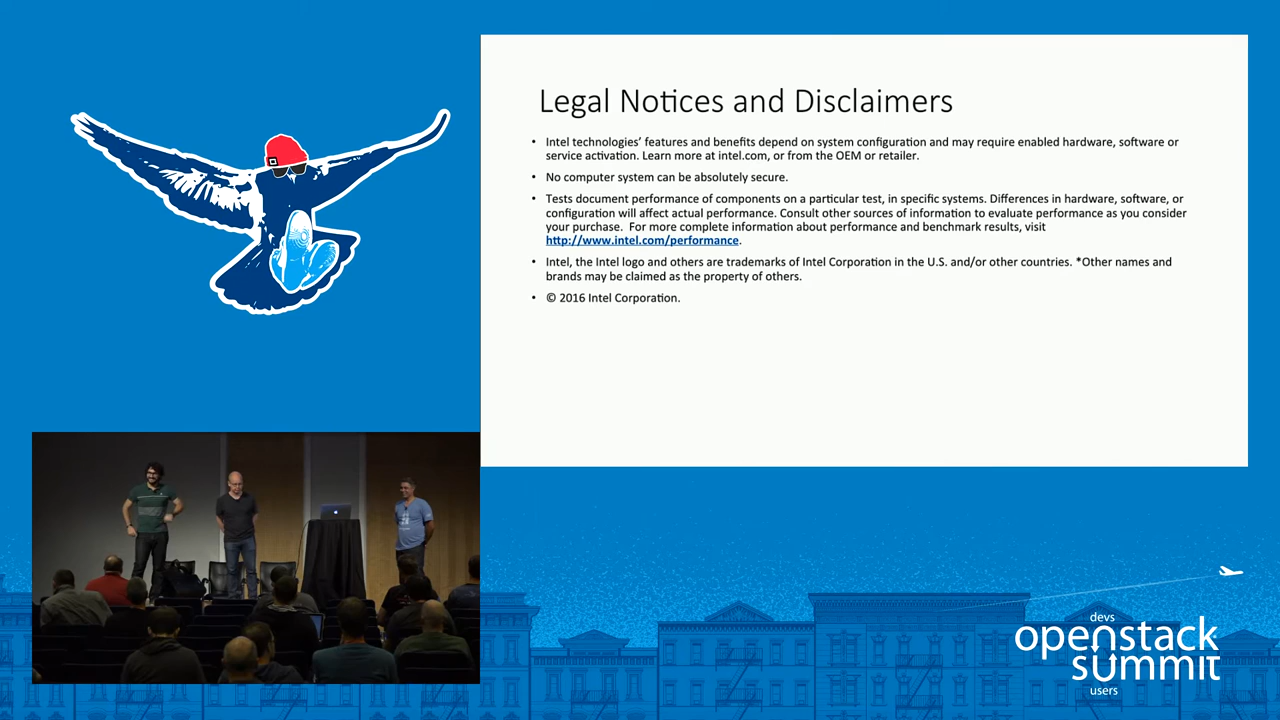 Legal Notices and Disclaimers
• Intel technologies’ features and benefits depend on system configuration and may require enabled hardware, software or
service activation. Learn more at intel.com, or from the OEM or retailer.
• No computer system can be absolutely secure.
• Tests document performance of components on a particular test, in specific systems. Differences in hardware, software, or
configuration will affect actual performance. Consult other sources of information to evaluate performance as you consider
your purchase. For more complete information about performance and benchmark results, visit
http://www.intel.com/performance.
• Intel, the Intel logo and others are trademarks of Intel Corporation in the U.S. and/or other countries. *Other names and
brands may be claimed as the property of others.
• © 2016 Intel Corporation.
devs
openstack
summit
users